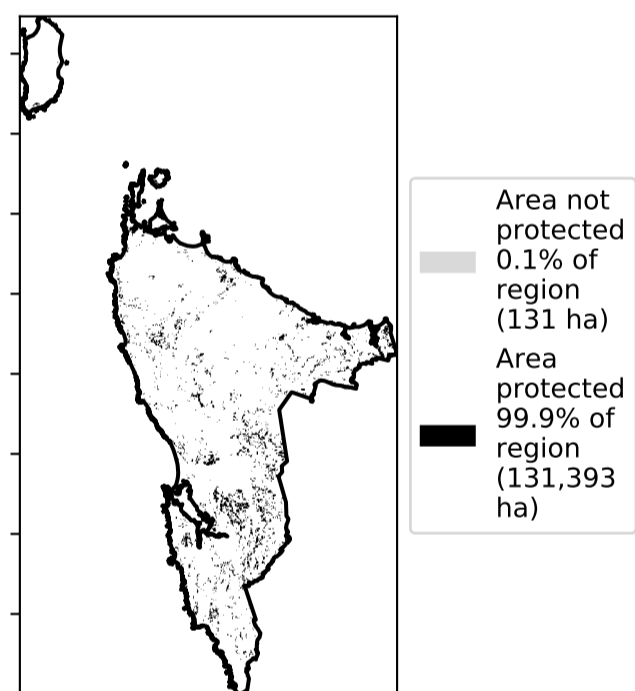 Area not
protected
0.1% of
region
(131 ha)
Area
protected
99.9% of
region
(131,393
ha)